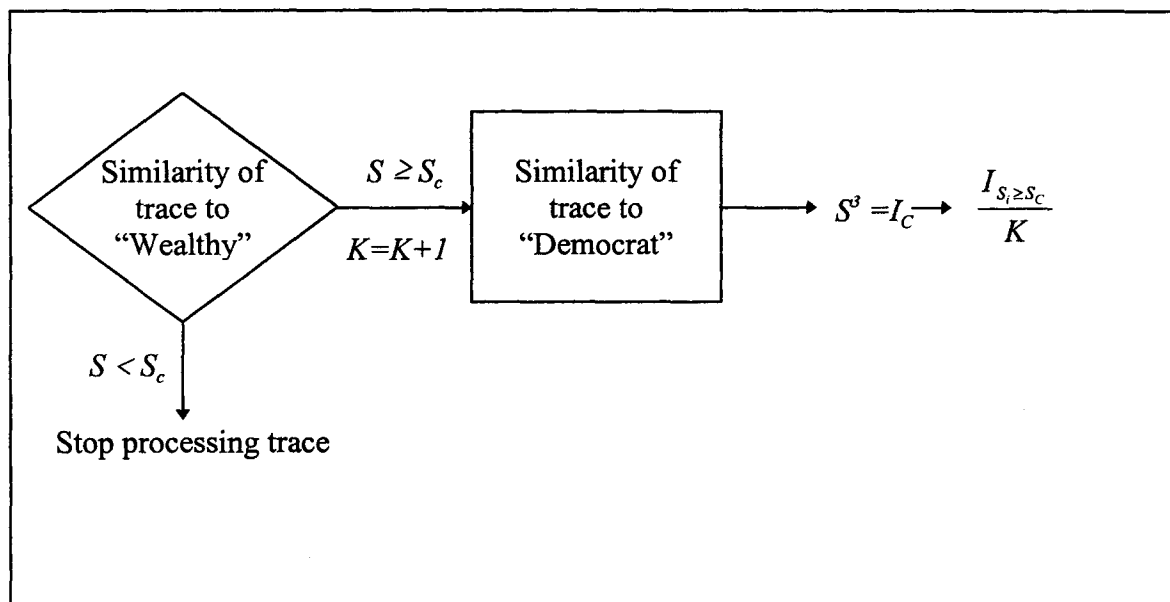 Similarity of
trace to
“Wealthy”
S ≥ S_c
K=K+1
Similarity of
trace to
“Democrat”
S³ =I_C
I_{S_i≥S_C}
K
S < S_c
Stop processing trace